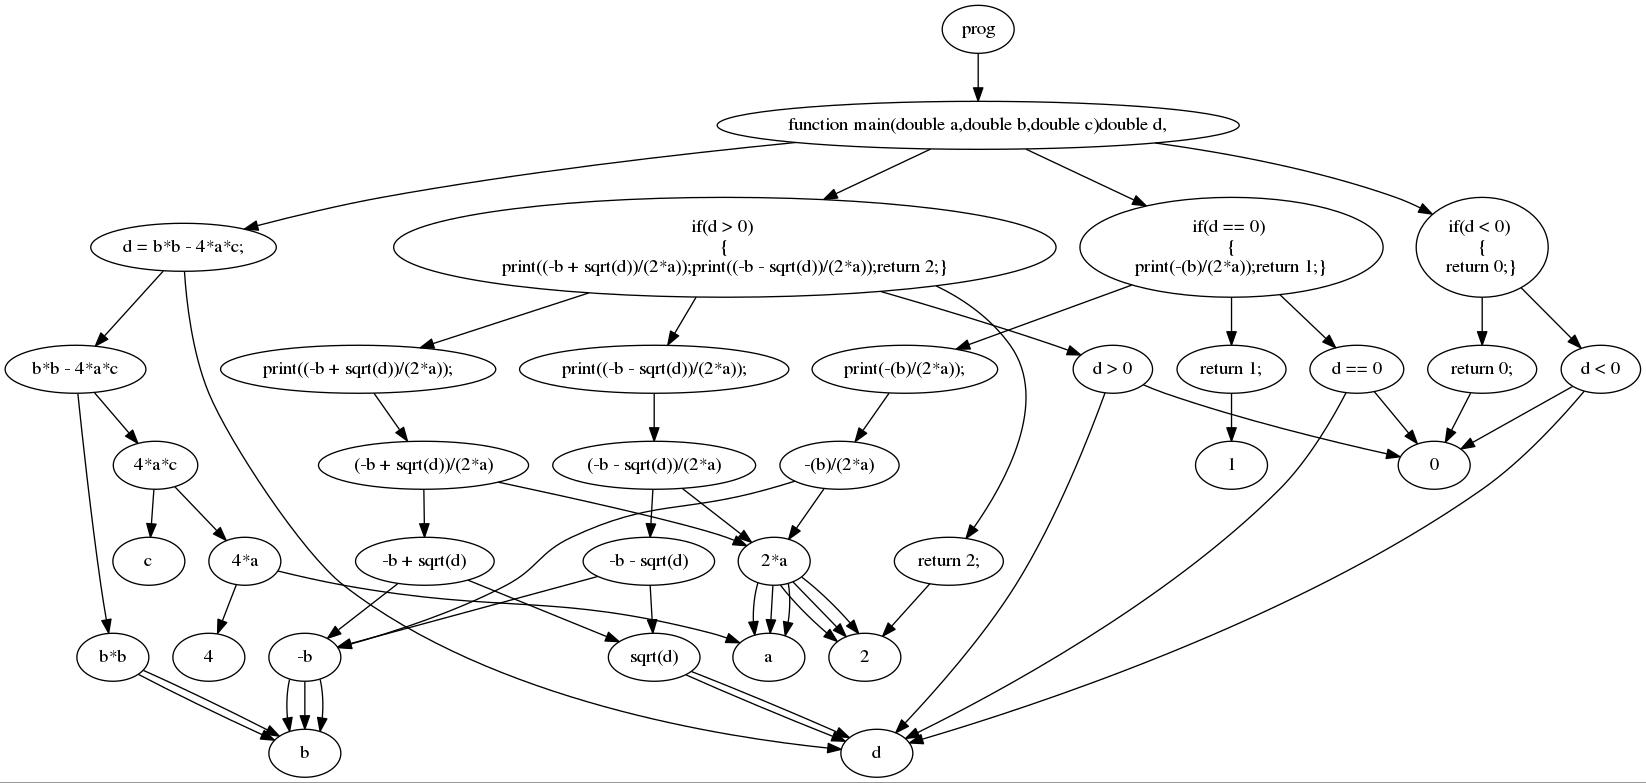 prog
function main(double a,double b,double c)double d,
d = b*b - 4*a*c;
if(d > 0)
{
print((-b + sqrt(d))/(2*a));print((-b - sqrt(d))/(2*a));return 2;}
if(d == 0)
{
print(-(b)/(2*a));return 1;}
if(d < 0)
{
return 0;}
b*b - 4*a*c
print((-b + sqrt(d))/(2*a));
print((-b - sqrt(d))/(2*a));
print(-(b)/(2*a));
d > 0
return 1;
d == 0
return 0;
d < 0
4*a*c
(-b + sqrt(d))/(2*a)
(-b - sqrt(d))/(2*a)
-(b)/(2*a)
1
0
c
4*a
-b + sqrt(d)
-b - sqrt(d)
2*a
return 2;
b*b
4
-b
sqrt(d)
a
2
b
d